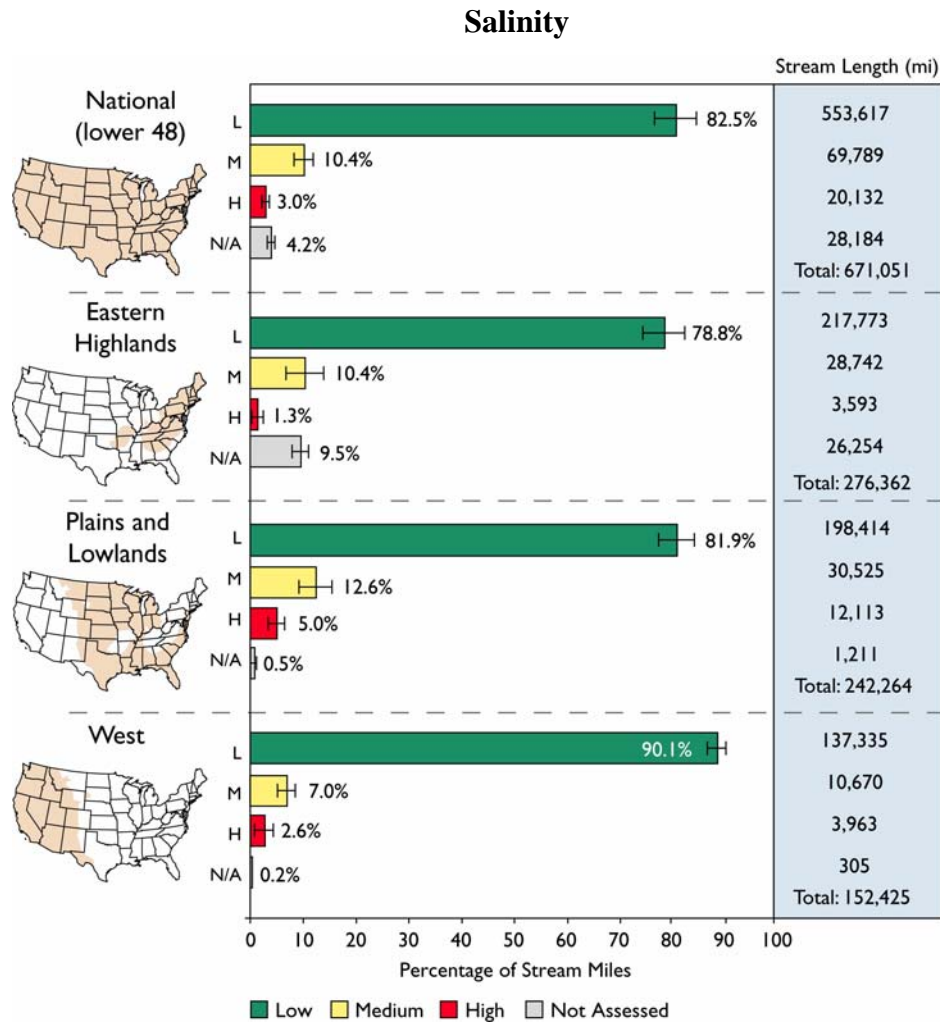 Salinity
Stream Length (mi)
National
(lower 48)
L 82.5% 553,617
M 10.4% 69,789
H 3.0% 20,132
N/A 4.2% 28,184
Total: 671,051
Eastern
Highlands
L 78.8% 217,773
M 10.4% 28,742
H 1.3% 3,593
N/A 9.5% 26,254
Total: 276,362
Plains and
Lowlands
L 81.9% 198,414
M 12.6% 30,525
H 5.0% 12,113
N/A 0.5% 1,211
Total: 242,264
West
L 90.1% 137,335
M 7.0% 10,670
H 2.6% 3,963
N/A 0.2% 305
Total: 152,425
0 10 20 30 40 50 60 70 80 90 100
Percentage of Stream Miles
Low Medium High Not Assessed